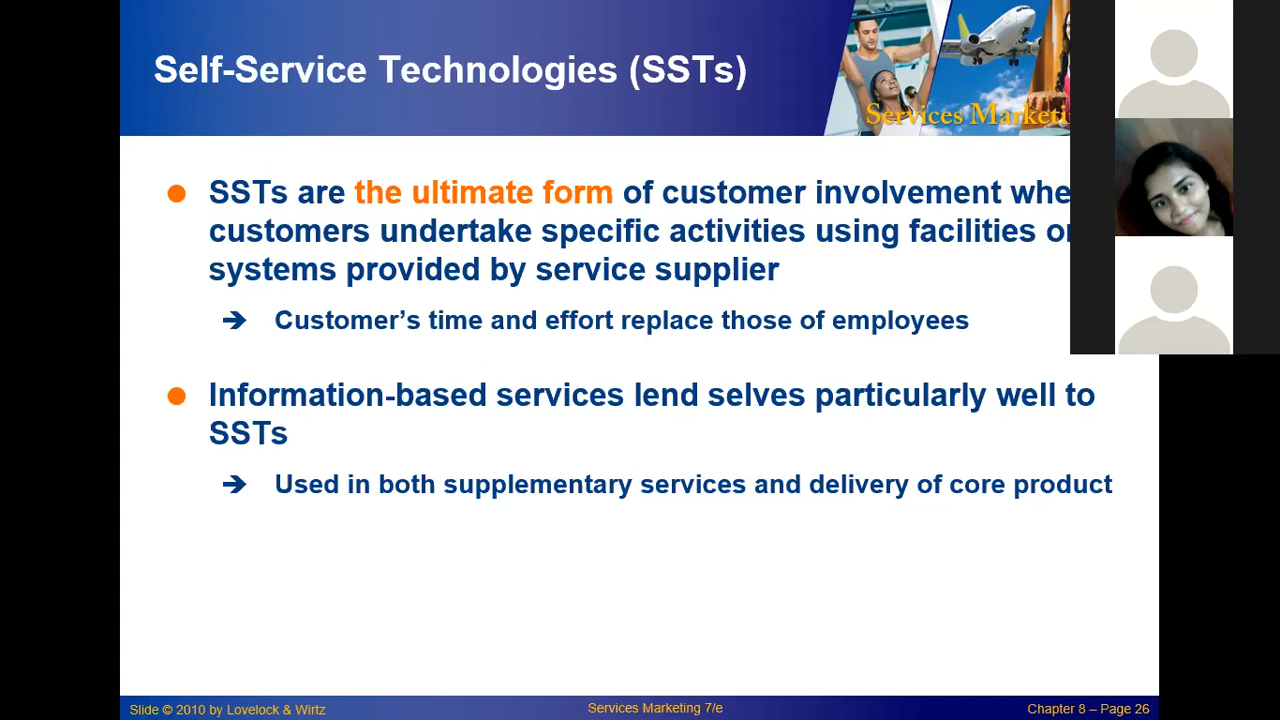 Self-Service Technologies (SSTs)
Services Marketi
SSTs are the ultimate form of customer involvement whe
customers undertake specific activities using facilities or
systems provided by service supplier
➔ Customer’s time and effort replace those of employees
Information-based services lend selves particularly well to
SSTs
➔ Used in both supplementary services and delivery of core product
Slide © 2010 by Lovelock & Wirtz
Services Marketing 7/e
Chapter 8 – Page 26